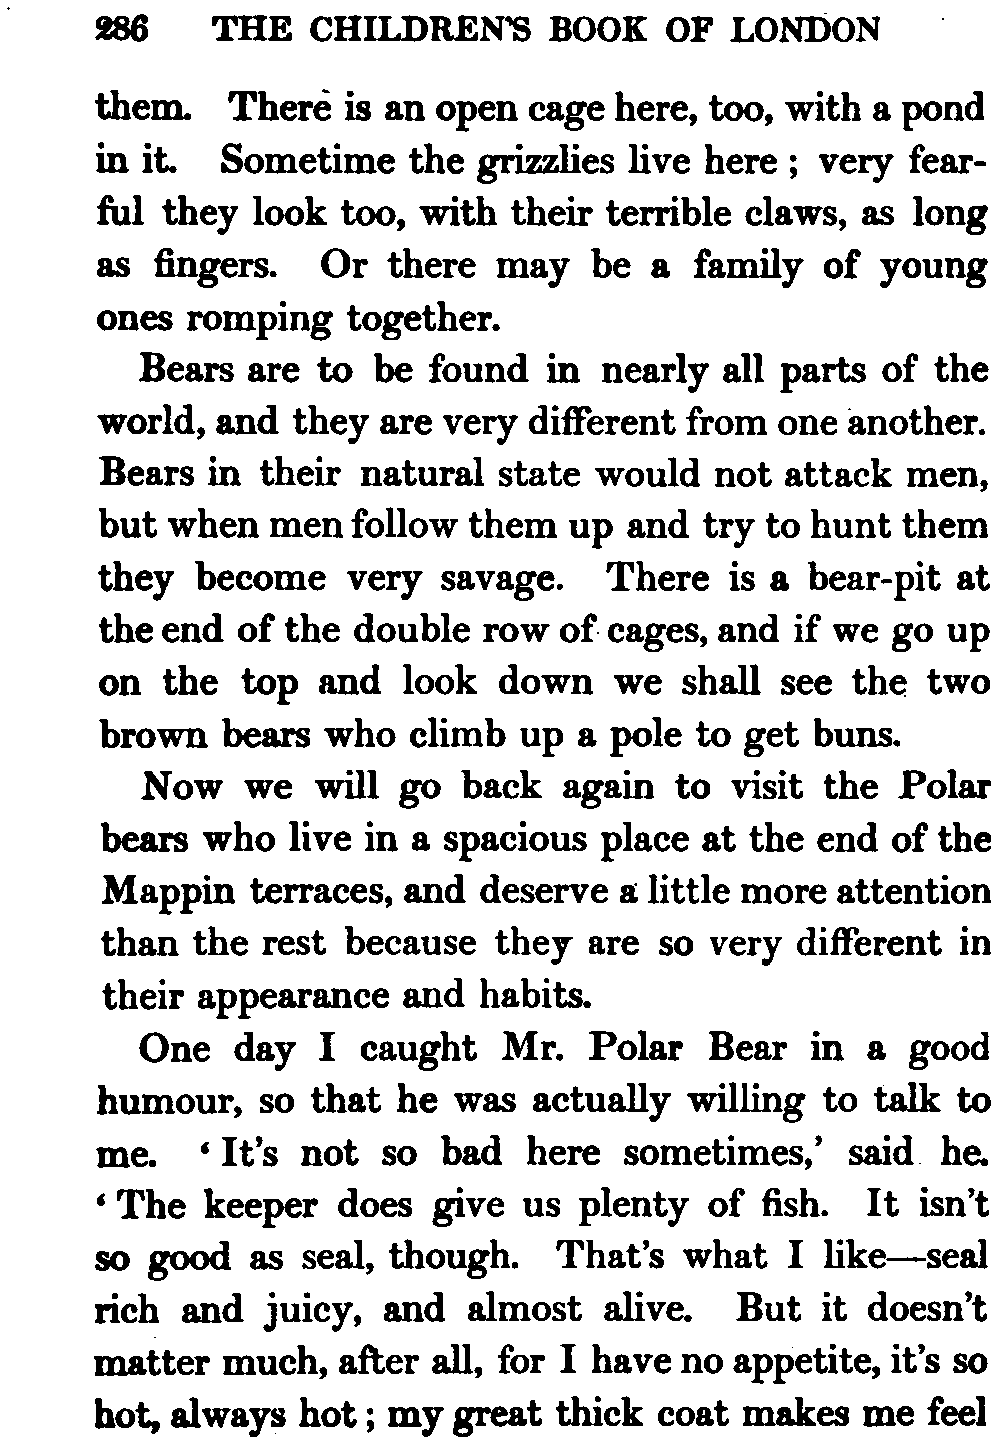 286 THE CHILDREN'S BOOK OF LONDON
them. There is an open cage here, too, with a pond
in it. Sometime the grizzlies live here ; very fear-
ful they look too, with their terrible claws, as long
as fingers. Or there may be a family of young
ones romping together.
Bears are to be found in nearly all parts of the
world, and they are very different from one another.
Bears in their natural state would not attack men,
but when men follow them up and try to hunt them
they become very savage. There is a bear-pit at
the end of the double row of cages, and if we go up
on the top and look down we shall see the two
brown bears who climb up a pole to get buns.
Now we will go back again to visit the Polar
bears who live in a spacious place at the end of the
Mappin terraces, and deserve a little more attention
than the rest because they are so very different in
their appearance and habits.
One day I caught Mr. Polar Bear in a good
humour, so that he was actually willing to talk to
me. ‘ It's not so bad here sometimes,’ said he.
‘ The keeper does give us plenty of fish. It isn't
so good as seal, though. That's what I like—seal
rich and juicy, and almost alive. But it doesn't
matter much, after all, for I have no appetite, it's so
hot, always hot ; my great thick coat makes me feel